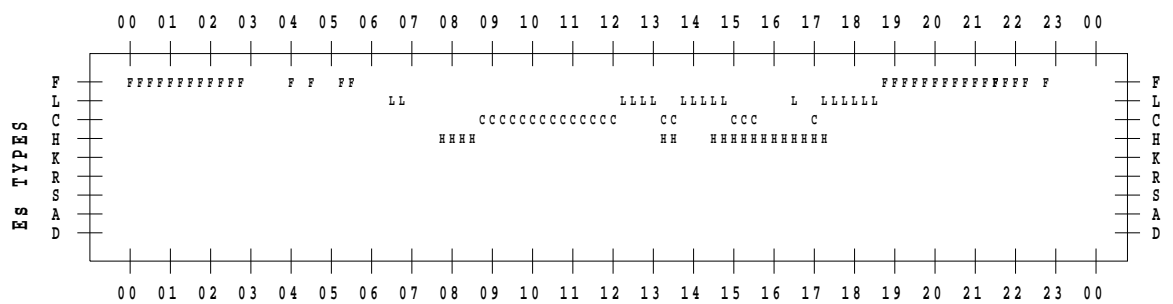 00 01 02 03 04 05 06 07 08 09 10 11 12 13 14 15 16 17 18 19 20 21 22 23 00
F FFFFFFFFFFFF F F FF FFFFFFFFFFFFFFF F F
L LL LLLL LLLLL L LLLLLL L
C CCCCCCCCCCCCCC CC CCC C C
H HHHH HH HHHHHHHHHHHH H
K K
R R
S S
A A
D D
Es TYPES
00 01 02 03 04 05 06 07 08 09 10 11 12 13 14 15 16 17 18 19 20 21 22 23 00